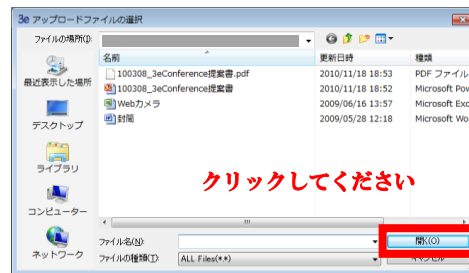 3e アップロードファイルの選択
ファイルの場所(I):
名前 更新日時 種類
100308_3eConference提案書.pdf 2010/11/18 18:53 PDF ファイル
100308_3eConference提案書 2010/11/18 18:52 Microsoft Pow
Webカメラ 2009/06/16 13:57 Microsoft Exc
封筒 2009/05/28 12:18 Microsoft Wo
最近表示した場所
デスクトップ
ライブラリ
コンピューター
ネットワーク
クリックしてください
ファイル名(N):
開く(O)
ファイルの種類(T): ALL Files(*.*)
キャンセル